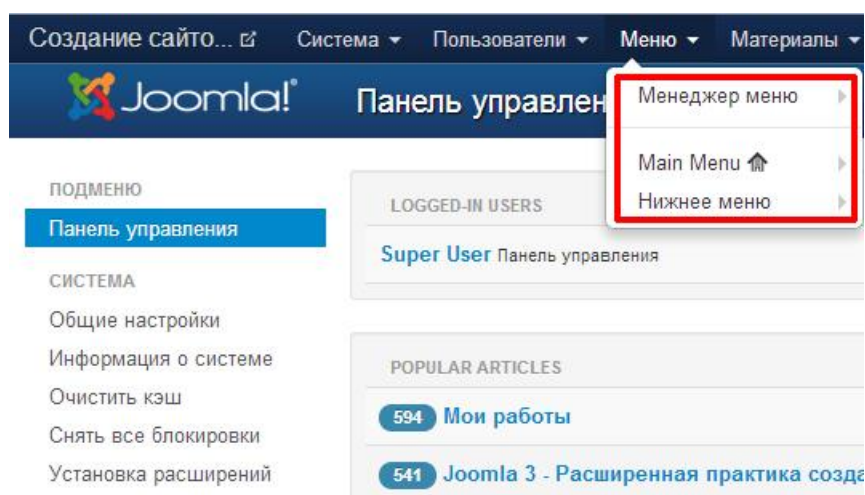 Создание сайто... Система Пользователи Меню Материалы
Joomla!® Панель управлен
Менеджер меню
Main Menu
Нижнее меню
ПОДМЕНЮ
Панель управления
СИСТЕМА
Общие настройки
Информация о системе
Очистить кэш
Снять все блокировки
Установка расширений
LOGGED-IN USERS
Super User Панель управления
POPULAR ARTICLES
594 Мои работы
541 Joomla 3 - Расширенная практика созда